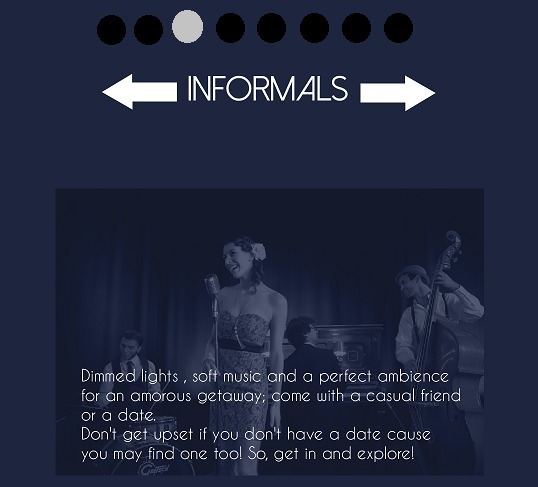 INFORMALS
Dimmed lights , soft music and a perfect ambience
for an amorous getaway; come with a casual friend
or a date.
Don't get upset if you don't have a date cause
you may find one too! So, get in and explore!
Gretsch